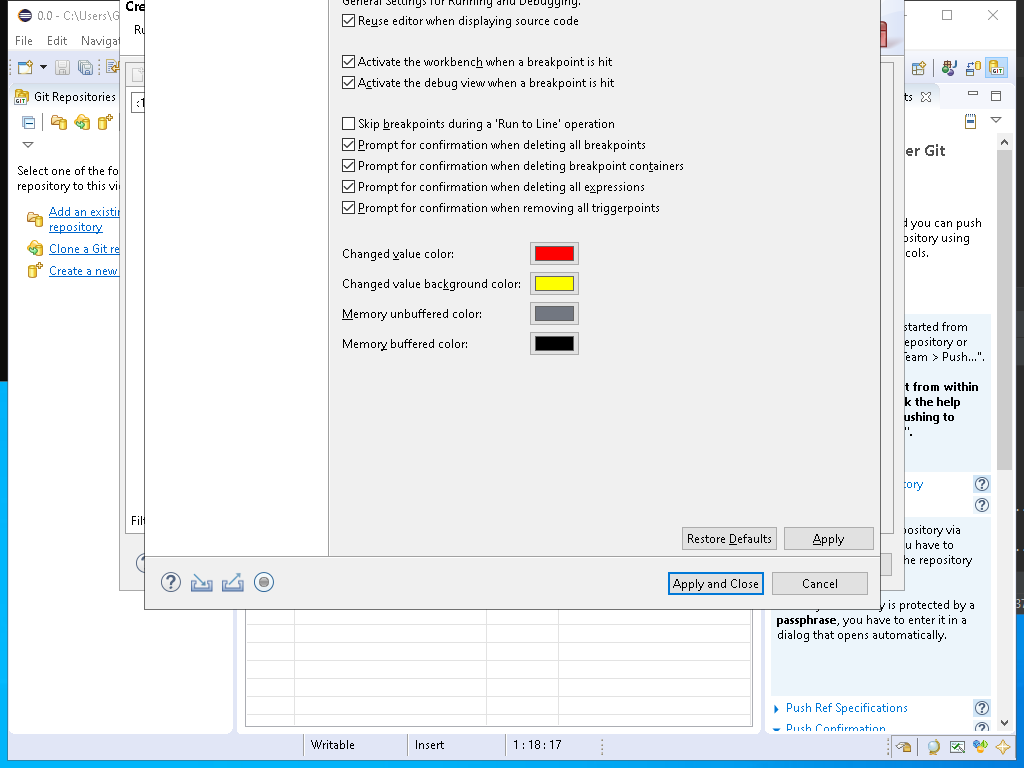 0.0 - C:\Users\G
Cre
General Settings for Running and Debugging.
Ru
Reuse editor when displaying source code
File Edit Navigat
Activate the workbench when a breakpoint is hit
Activate the debug view when a breakpoint is hit
Git Repositories
ts
Skip breakpoints during a 'Run to Line' operation
Prompt for confirmation when deleting all breakpoints
Prompt for confirmation when deleting breakpoint containers
Prompt for confirmation when deleting all expressions
Prompt for confirmation when removing all triggerpoints
er Git
Select one of the fo
repository to this vi
Add an existin
repository
Clone a Git re
Create a new
Changed value color:
Changed value background color:
Memory unbuffered color:
Memory buffered color:
d you can push
pository using
cols.
started from
repository or
Team > Push...".
t from within
k the help
ushing to
".
tory
Filt
Restore Defaults
Apply
pository via
u have to
he repository
Apply and Close
Cancel
y is protected by a
passphrase, you have to enter it in a
dialog that opens automatically.
Push Ref Specifications
Push Confirmation
Writable
Insert
1 : 18 : 17